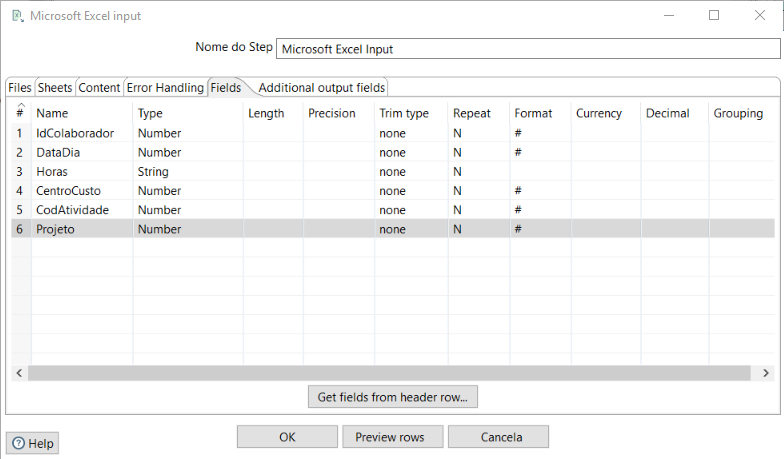 Microsoft Excel input
Nome do Step Microsoft Excel Input
Files Sheets Content Error Handling Fields Additional output fields
# Name Type Length Precision Trim type Repeat Format Currency Decimal Grouping
1 IdColaborador Number none N #
2 DataDia Number none N #
3 Horas String none N
4 CentroCusto Number none N #
5 CodAtividade Number none N #
6 Projeto Number none N #
Get fields from header row...
Help OK Preview rows Cancela